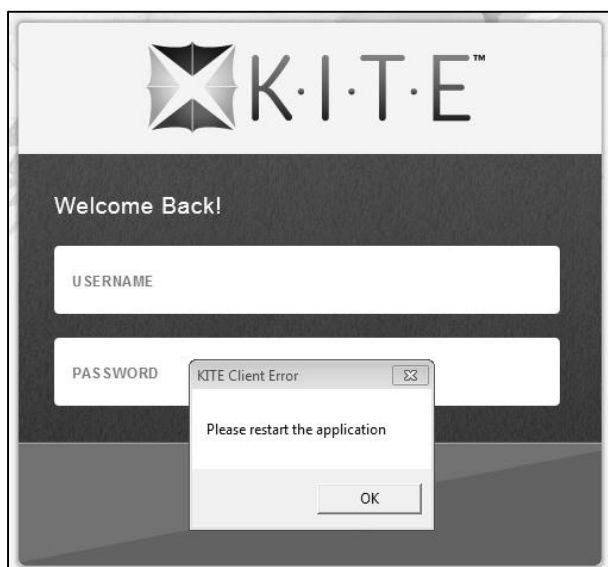 K·I·T·E™
Welcome Back!
USERNAME
PASSWORD
KITE Client Error
Please restart the application
OK